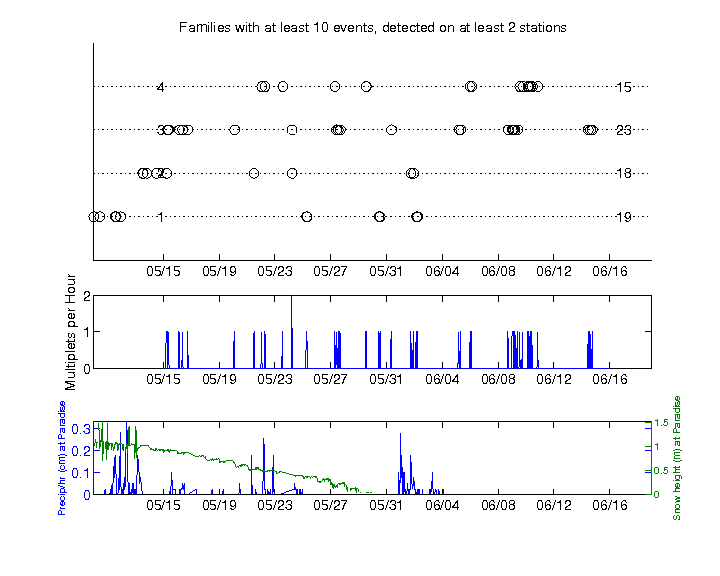 Families with at least 10 events, detected on at least 2 stations
4 15
3 23
2 18
1 19
05/15 05/19 05/23 05/27 05/31 06/04 06/08 06/12 06/16
Multiplets per Hour
2
1
0
05/15 05/19 05/23 05/27 05/31 06/04 06/08 06/12 06/16
Precip/hr (cm) at Paradise
0.3
0.2
0.1
0
1.5
1
0.5
0
Snow height (m) at Paradise
05/15 05/19 05/23 05/27 05/31 06/04 06/08 06/12 06/16